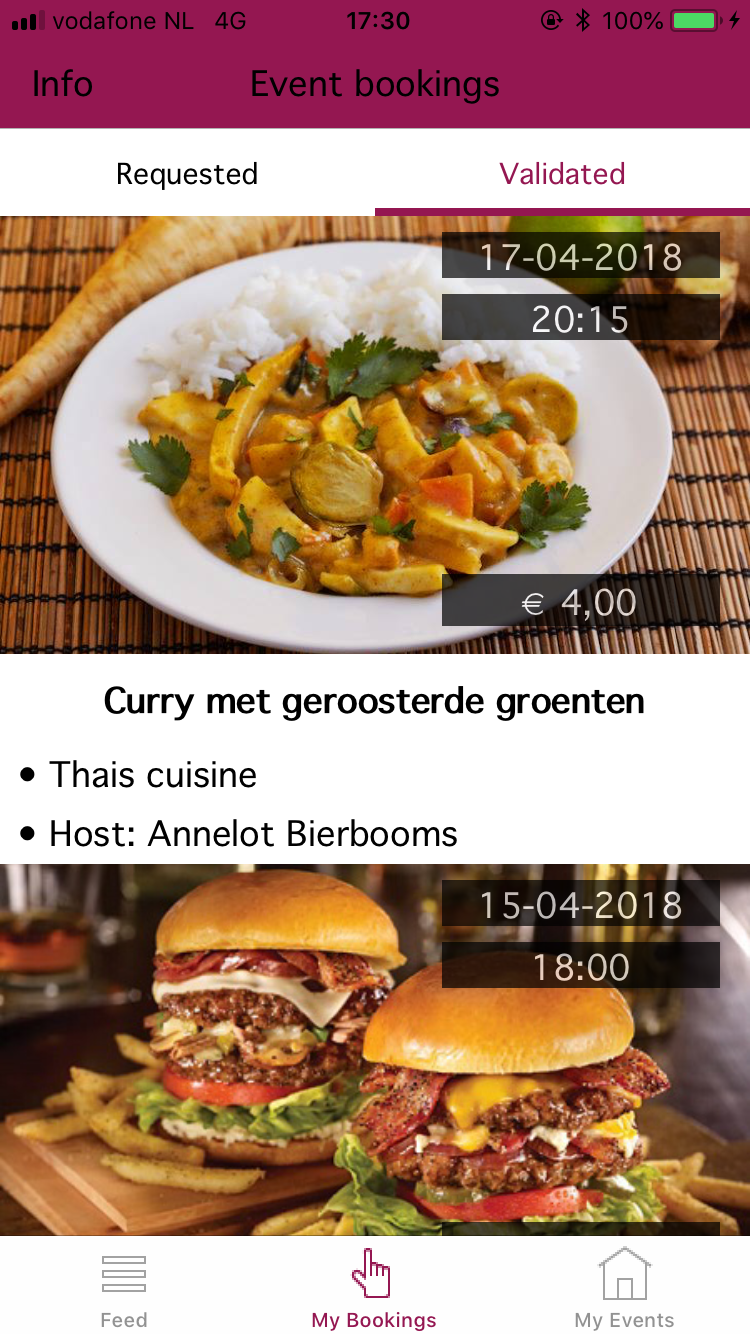 vodafone NL 4G 17:30 100%
Info Event bookings
Requested Validated
17-04-2018
20:15
€ 4,00
Curry met geroosterde groenten
• Thais cuisine
• Host: Annelot Bierbooms
15-04-2018
18:00
Feed My Bookings My Events